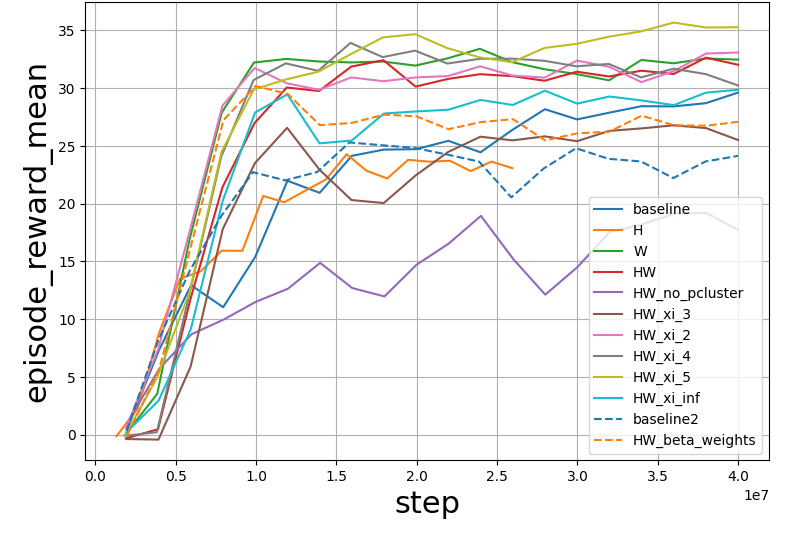 episode_reward_mean
35
30
25
20
15
10
5
0
0.0 0.5 1.0 1.5 2.0 2.5 3.0 3.5 4.0
1e7
step
baseline
H
W
HW
HW_no_pcluster
HW_xi_3
HW_xi_2
HW_xi_4
HW_xi_5
HW_xi_inf
baseline2
HW_beta_weights